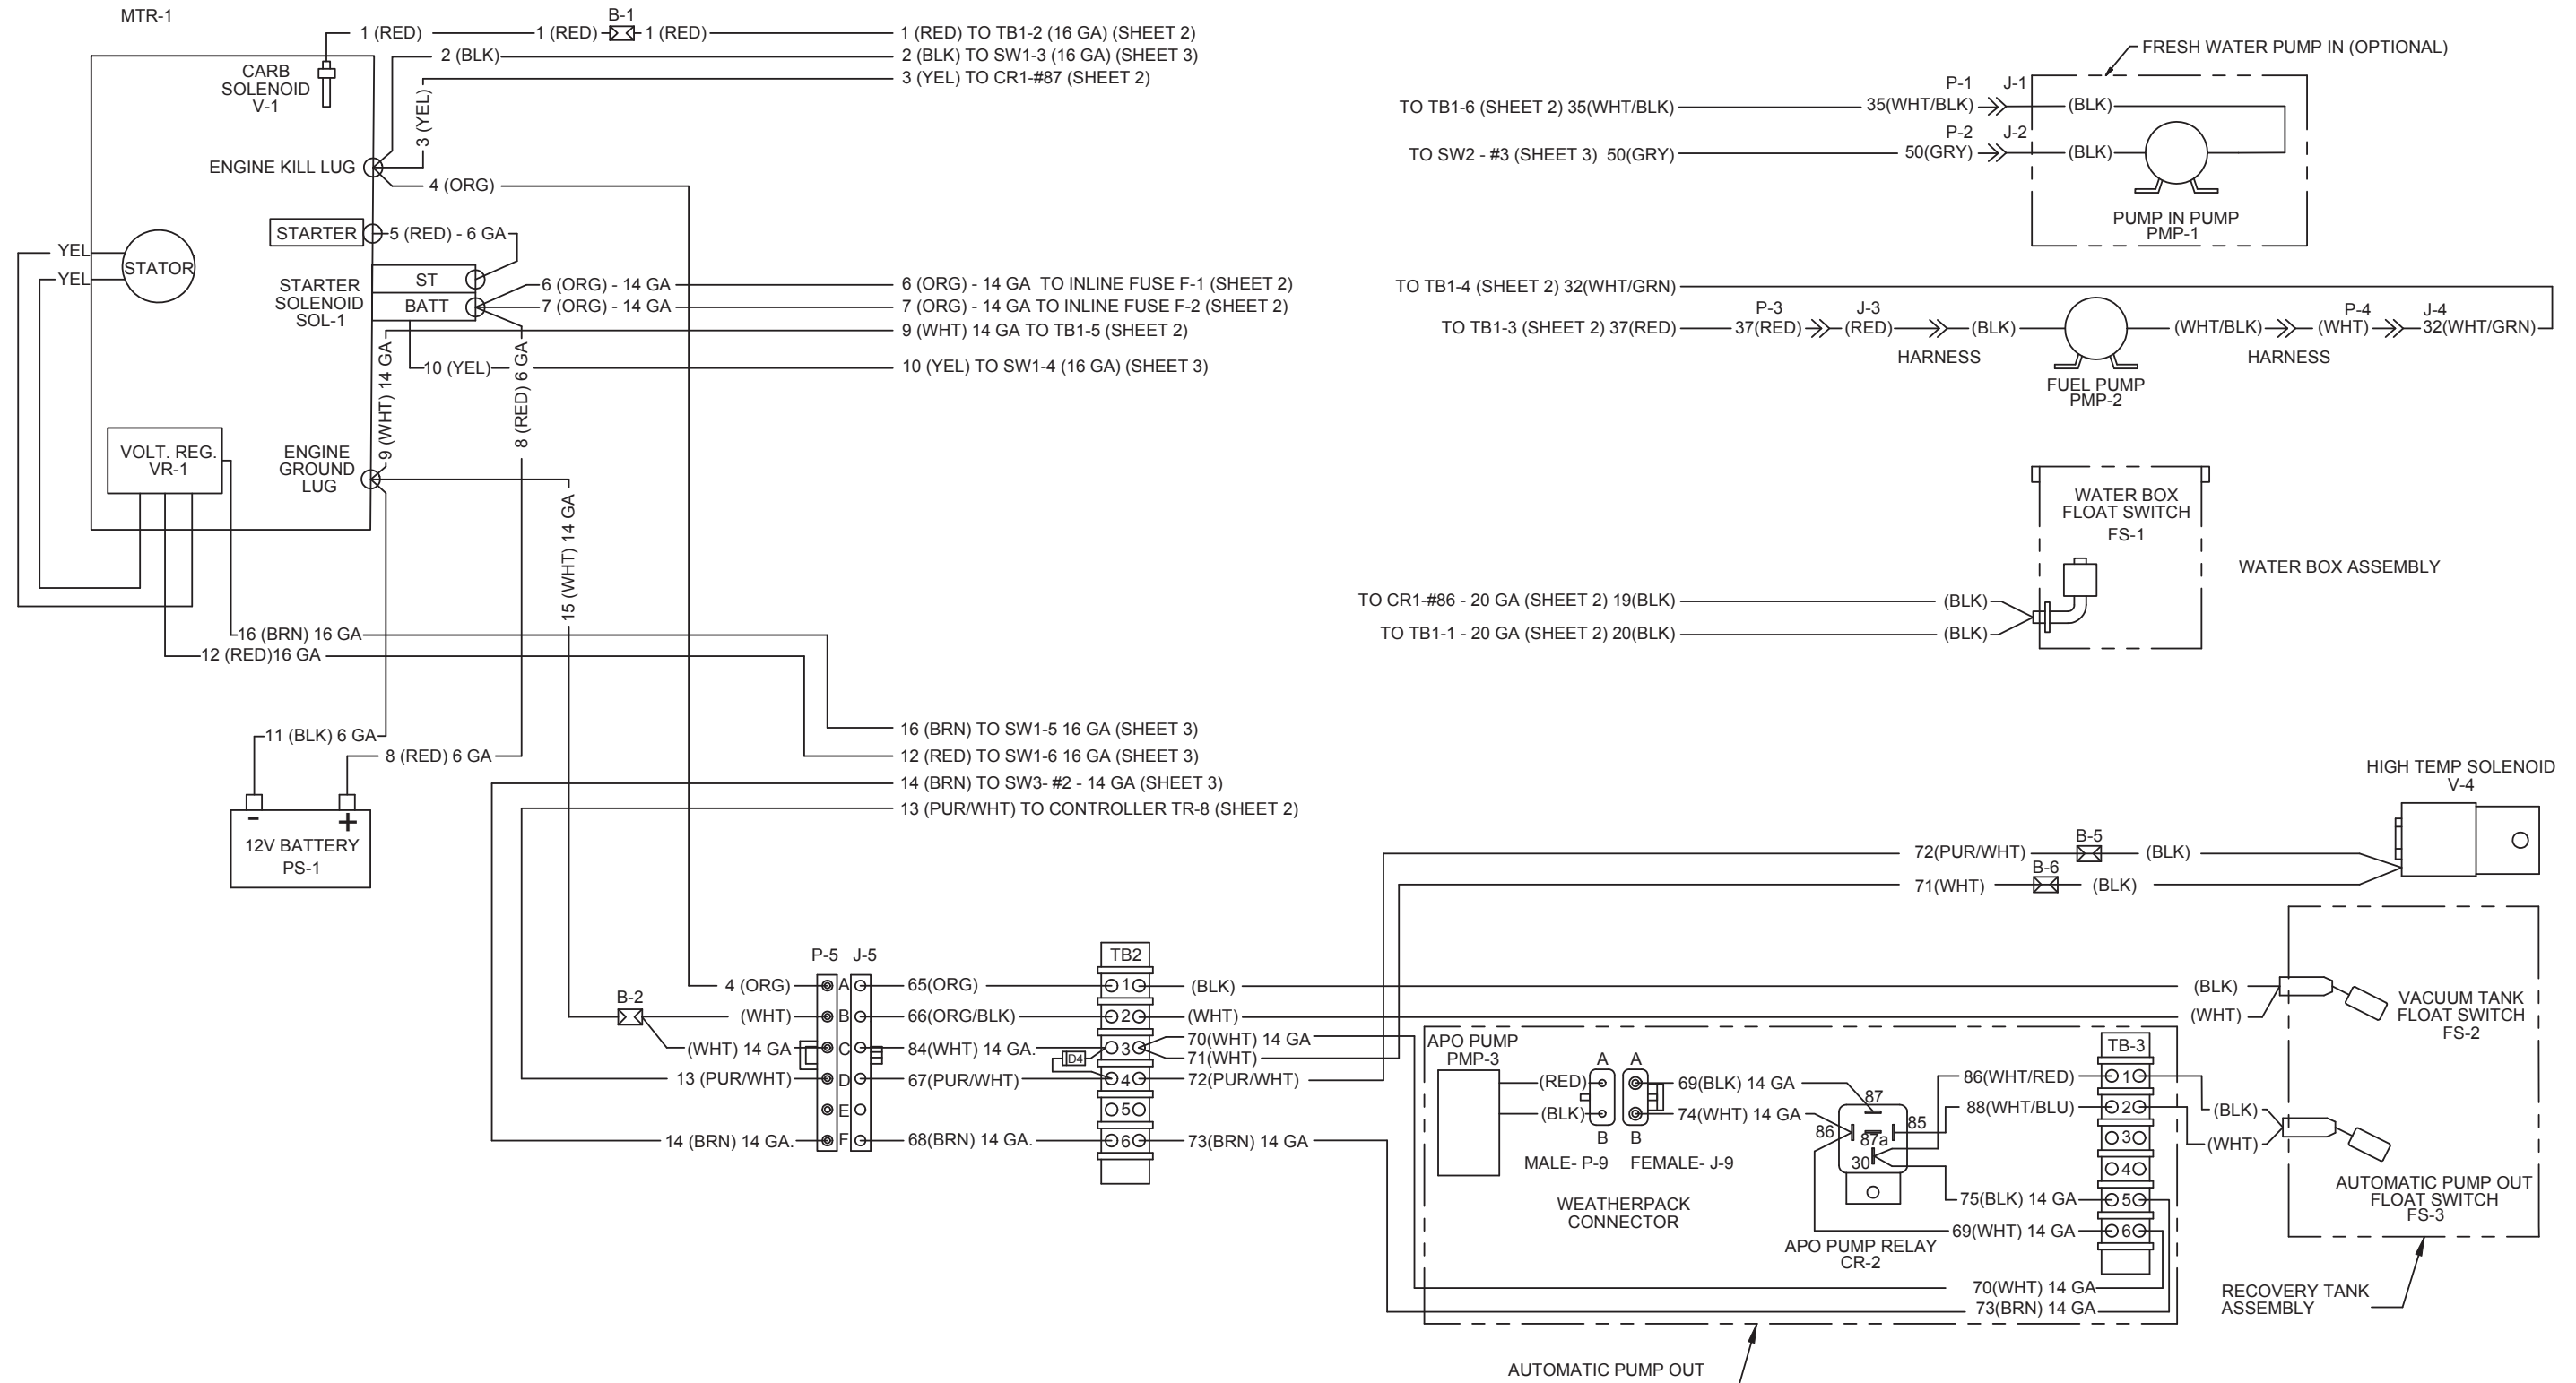 MTR-1
CARB
SOLENOID
V-1
1 (RED)
1 (RED)
B-1
1 (RED)
1 (RED) TO TB1-2 (16 GA) (SHEET 2)
2 (BLK)
2 (BLK) TO SW1-3 (16 GA) (SHEET 3)
3 (YEL)
3 (YEL) TO CR1-#87 (SHEET 2)
ENGINE KILL LUG
4 (ORG)
STARTER
5 (RED) - 6 GA
STATOR
YEL
YEL
STARTER
SOLENOID
SOL-1
ST
BATT
6 (ORG) - 14 GA
6 (ORG) - 14 GA  TO INLINE FUSE F-1 (SHEET 2)
7 (ORG) - 14 GA
7 (ORG) - 14 GA TO INLINE FUSE F-2 (SHEET 2)
9 (WHT) 14 GA TO TB1-5 (SHEET 2)
10 (YEL)
10 (YEL) TO SW1-4 (16 GA) (SHEET 3)
9 (WHT) 14 GA
8 (RED) 6 GA
VOLT. REG.
VR-1
ENGINE
GROUND
LUG
15 (WHT) 14 GA
16 (BRN) 16 GA
12 (RED)16 GA
11 (BLK) 6 GA
8 (RED) 6 GA
- +
12V BATTERY
PS-1
16 (BRN) TO SW1-5 16 GA (SHEET 3)
12 (RED) TO SW1-6 16 GA (SHEET 3)
14 (BRN) TO SW3- #2 - 14 GA (SHEET 3)
13 (PUR/WHT) TO CONTROLLER TR-8 (SHEET 2)
FRESH WATER PUMP IN (OPTIONAL)
P-1 J-1
TO TB1-6 (SHEET 2) 35(WHT/BLK)
35(WHT/BLK)
(BLK)
P-2 J-2
TO SW2 - #3 (SHEET 3)  50(GRY)
50(GRY)
(BLK)
PUMP IN PUMP
PMP-1
TO TB1-4 (SHEET 2) 32(WHT/GRN)
P-3 J-3
P-4 J-4
TO TB1-3 (SHEET 2) 37(RED)
37(RED)
(RED)
(BLK)
(WHT/BLK)
(WHT)
32(WHT/GRN)
HARNESS
HARNESS
FUEL PUMP
PMP-2
WATER BOX
FLOAT SWITCH
FS-1
WATER BOX ASSEMBLY
TO CR1-#86 - 20 GA (SHEET 2) 19(BLK)
(BLK)
TO TB1-1 - 20 GA (SHEET 2) 20(BLK)
(BLK)
HIGH TEMP SOLENOID
V-4
72(PUR/WHT)
B-5
(BLK)
71(WHT)
B-6
(BLK)
P-5 J-5
TB2
4 (ORG)
A
65(ORG)
1
(BLK)
(BLK)
B-2
(WHT)
B
66(ORG/BLK)
2
(WHT)
(WHT)
(WHT) 14 GA
C
84(WHT) 14 GA.
D4
3
70(WHT) 14 GA
71(WHT)
13 (PUR/WHT)
D
67(PUR/WHT)
4
72(PUR/WHT)
E
5
14 (BRN) 14 GA.
F
68(BRN) 14 GA.
6
73(BRN) 14 GA
VACUUM TANK
FLOAT SWITCH
FS-2
APO PUMP
PMP-3
A A
(RED)
69(BLK) 14 GA
(BLK)
74(WHT) 14 GA
B B
MALE- P-9
FEMALE- J-9
WEATHERPACK
CONNECTOR
87
86
87a
85
30
APO PUMP RELAY
CR-2
TB-3
86(WHT/RED)
1
88(WHT/BLU)
2
3
4
75(BLK) 14 GA
5
69(WHT) 14 GA
6
(BLK)
(WHT)
AUTOMATIC PUMP OUT
FLOAT SWITCH
FS-3
70(WHT) 14 GA
73(BRN) 14 GA
RECOVERY TANK
ASSEMBLY
AUTOMATIC PUMP OUT